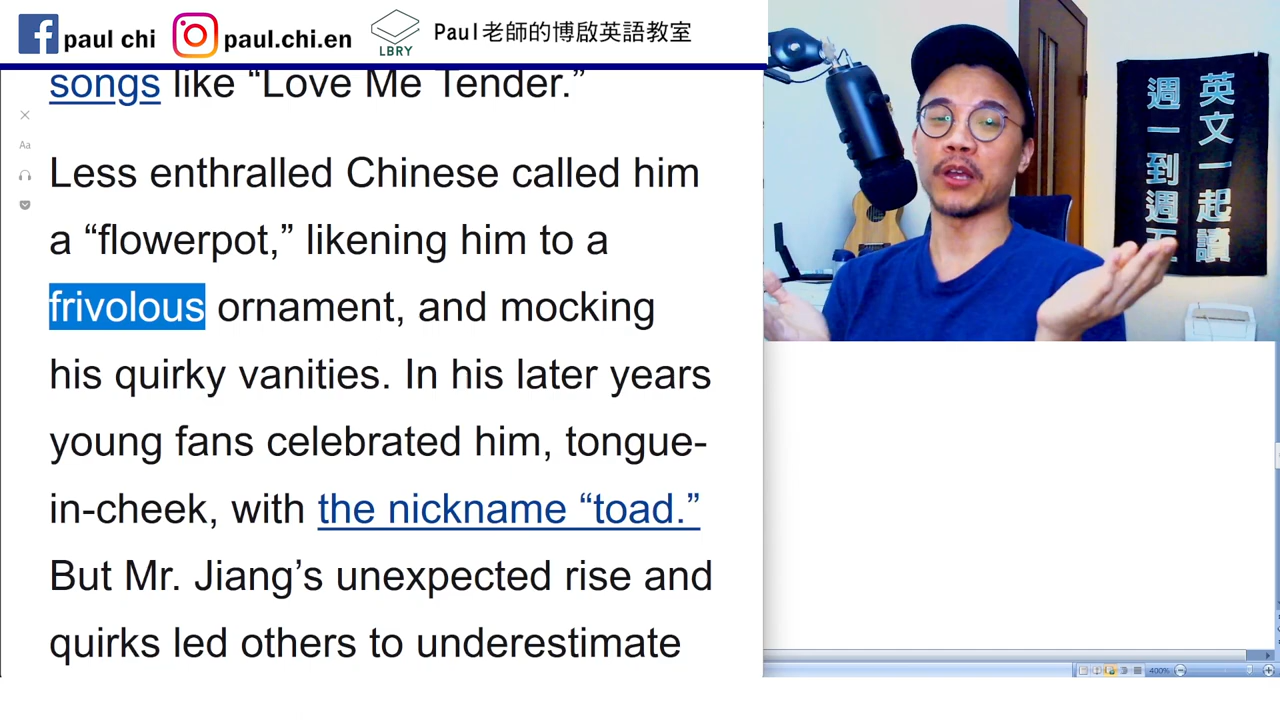 paul chi
paul.chi.en
LBRY
Paul老師的博啟英語教室
songs like “Love Me Tender.”
Aa
Less enthralled Chinese called him
a “flowerpot,” likening him to a
frivolous ornament, and mocking
his quirky vanities. In his later years
young fans celebrated him, tongue-
in-cheek, with the nickname “toad.”
But Mr. Jiang’s unexpected rise and
quirks led others to underestimate
英文一起讀
週一到週五
400%